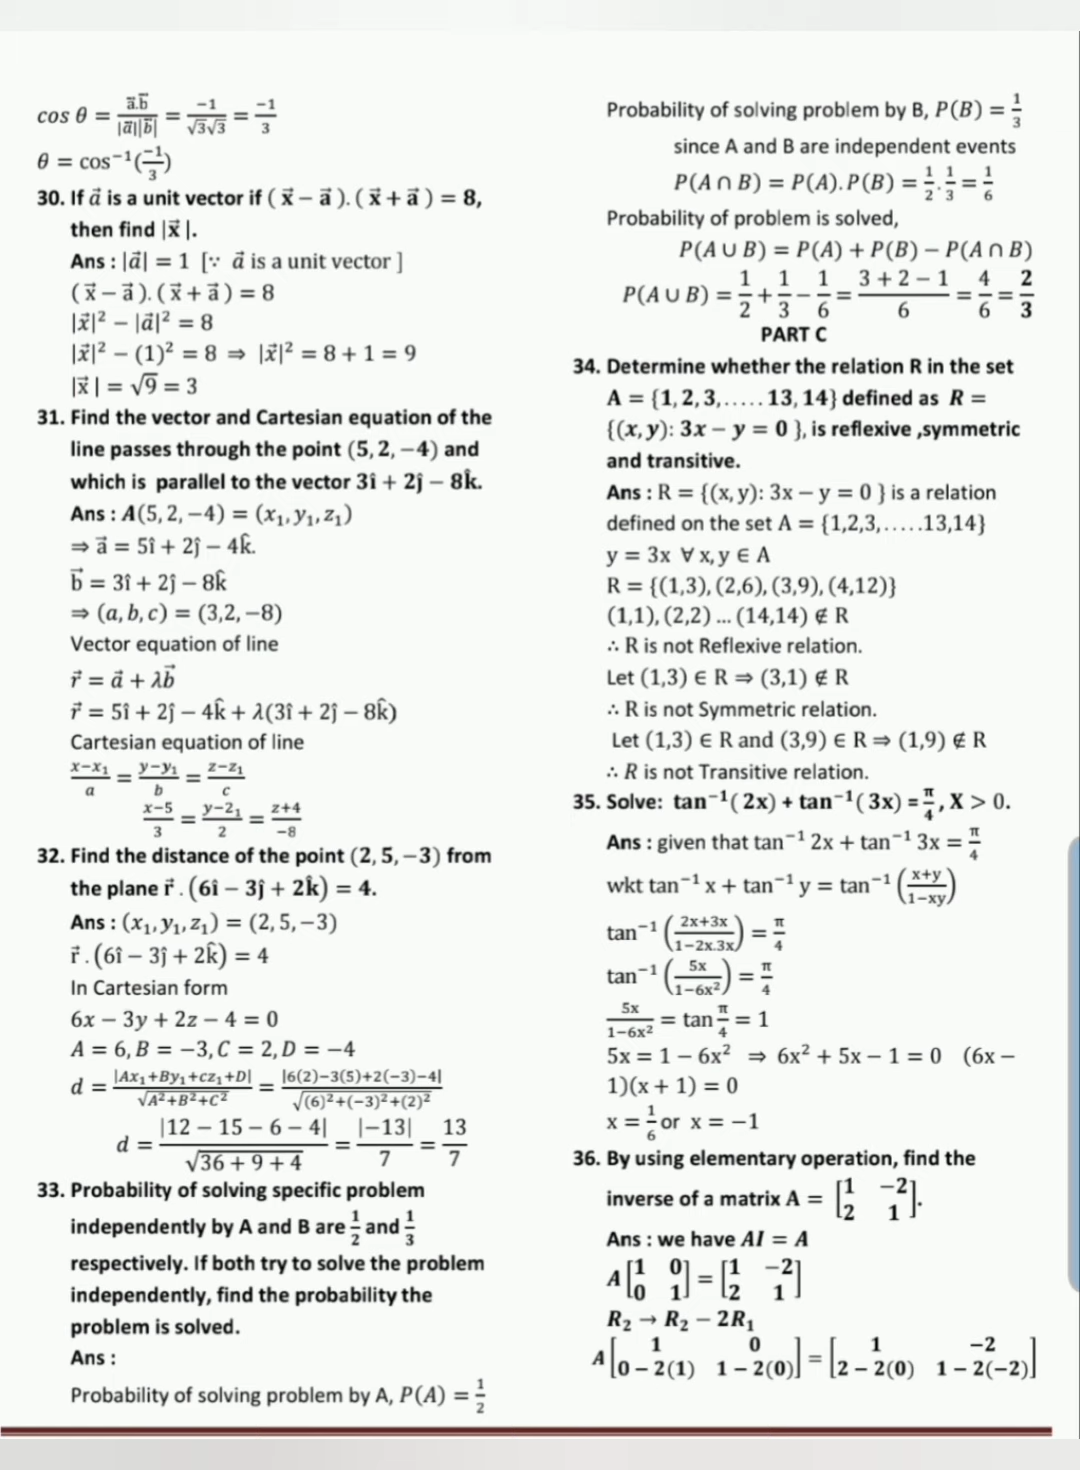 cos θ = a⃗.b⃗/|a⃗||b⃗| = −1/√3√3 = −1/3
θ = cos⁻¹(−1/3)
30. If a⃗ is a unit vector if (x⃗ − a⃗).(x⃗ + a⃗) = 8,
then find |x⃗|.
Ans : |a⃗| = 1 [∵ a⃗ is a unit vector ]
(x⃗ − a⃗).(x⃗ + a⃗) = 8
|x⃗|² − |a⃗|² = 8
|x⃗|² − (1)² = 8 ⇒ |x⃗|² = 8 + 1 = 9
|x⃗| = √9 = 3
31. Find the vector and Cartesian equation of the
line passes through the point (5, 2, −4) and
which is parallel to the vector 3î + 2ĵ − 8k̂.
Ans : A(5, 2, −4) = (x₁, y₁, z₁)
⇒ a⃗ = 5î + 2ĵ − 4k̂.
b⃗ = 3î + 2ĵ − 8k̂
⇒ (a, b, c) = (3,2, −8)
Vector equation of line
r⃗ = a⃗ + λb⃗
r⃗ = 5î + 2ĵ − 4k̂ + λ(3î + 2ĵ − 8k̂)
Cartesian equation of line
x−x₁/a = y−y₁/b = z−z₁/c
x−5/3 = y−2₁/2 = z+4/−8
32. Find the distance of the point (2, 5, −3) from
the plane r⃗ . (6î − 3ĵ + 2k̂) = 4.
Ans : (x₁, y₁, z₁) = (2, 5, −3)
r⃗ . (6î − 3ĵ + 2k̂) = 4
In Cartesian form
6x − 3y + 2z − 4 = 0
A = 6, B = −3, C = 2, D = −4
d = |Ax₁+By₁+cz₁+D|/√A²+B²+C² = |6(2)−3(5)+2(−3)−4|/√(6)²+(−3)²+(2)²
d = |12 − 15 − 6 − 4|/√36 + 9 + 4 = |−13|/7 = 13/7
33. Probability of solving specific problem
independently by A and B are 1/2 and 1/3
respectively. If both try to solve the problem
independently, find the probability the
problem is solved.
Ans :
Probability of solving problem by A, P(A) = 1/2
Probability of solving problem by B, P(B) = 1/3
since A and B are independent events
P(A ∩ B) = P(A). P(B) = 1/2 . 1/3 = 1/6
Probability of problem is solved,
P(A ∪ B) = P(A) + P(B) − P(A ∩ B)
P(A ∪ B) = 1/2 + 1/3 − 1/6 = 3 + 2 − 1/6 = 4/6 = 2/3
PART C
34. Determine whether the relation R in the set
A = {1, 2, 3, ..... 13, 14} defined as R =
{(x, y): 3x − y = 0 }, is reflexive ,symmetric
and transitive.
Ans : R = {(x, y): 3x − y = 0 } is a relation
defined on the set A = {1,2,3,.....13,14}
y = 3x ∀ x, y ∈ A
R = {(1,3), (2,6), (3,9), (4,12)}
(1,1), (2,2) ... (14,14) ∉ R
∴ R is not Reflexive relation.
Let (1,3) ∈ R ⇒ (3,1) ∉ R
∴ R is not Symmetric relation.
Let (1,3) ∈ R and (3,9) ∈ R ⇒ (1,9) ∉ R
∴ R is not Transitive relation.
35. Solve: tan⁻¹( 2x) + tan⁻¹( 3x) = π/4, X > 0.
Ans : given that tan⁻¹ 2x + tan⁻¹ 3x = π/4
wkt tan⁻¹ x + tan⁻¹ y = tan⁻¹ (x+y/1−xy)
tan⁻¹ (2x+3x/1−2x.3x) = π/4
tan⁻¹ (5x/1−6x²) = π/4
5x/1−6x² = tan π/4 = 1
5x = 1 − 6x² ⇒ 6x² + 5x − 1 = 0 (6x −
1)(x + 1) = 0
x = 1/6 or x = −1
36. By using elementary operation, find the
inverse of a matrix A = [1 −2; 2 1].
Ans : we have AI = A
A[1 0; 0 1] = [1 −2; 2 1]
R₂ → R₂ − 2R₁
A[1 0; 0 − 2(1) 1 − 2(0)] = [1 −2; 2 − 2(0) 1 − 2(−2)]